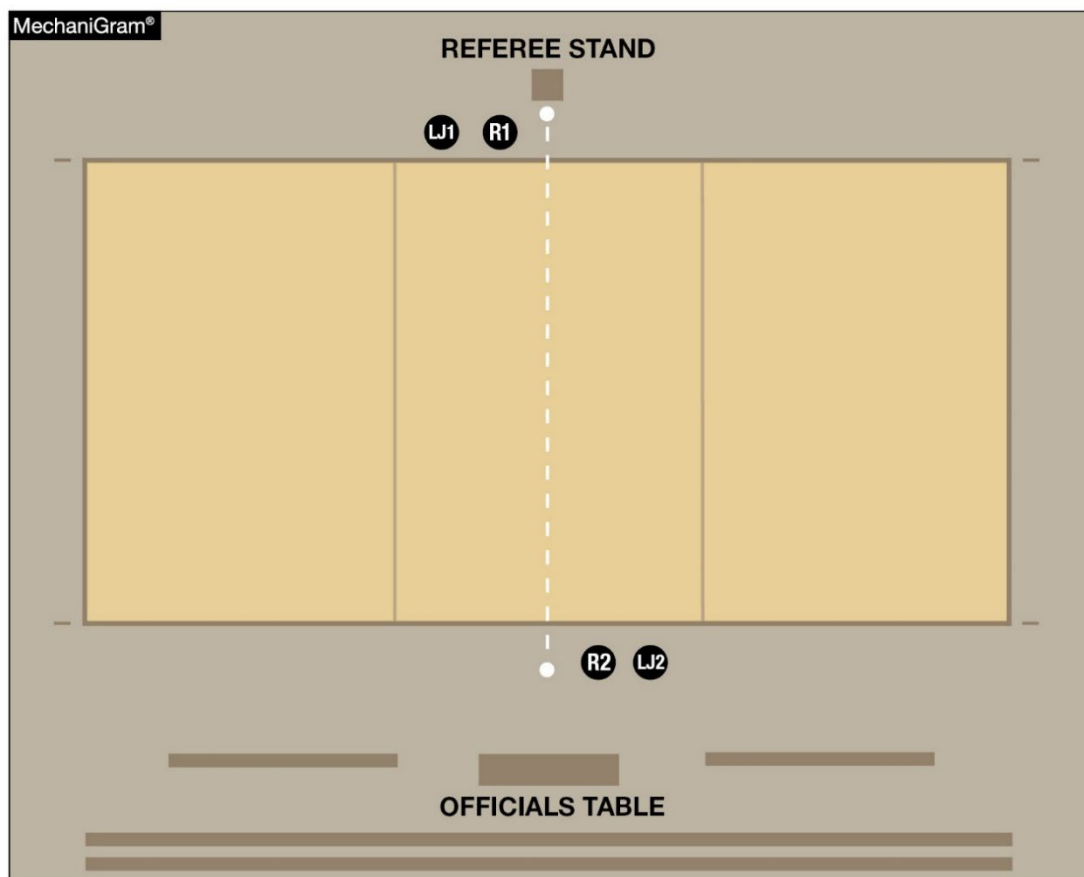 MechaniGram®
REFEREE STAND
LJ1 R1
R2 LJ2
OFFICIALS TABLE